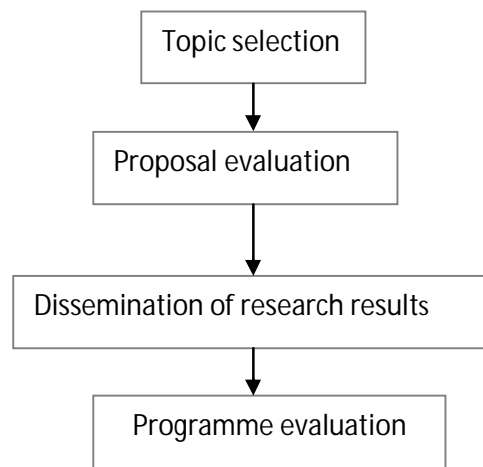 Topic selection
Proposal evaluation
Dissemination of research results
Programme evaluation